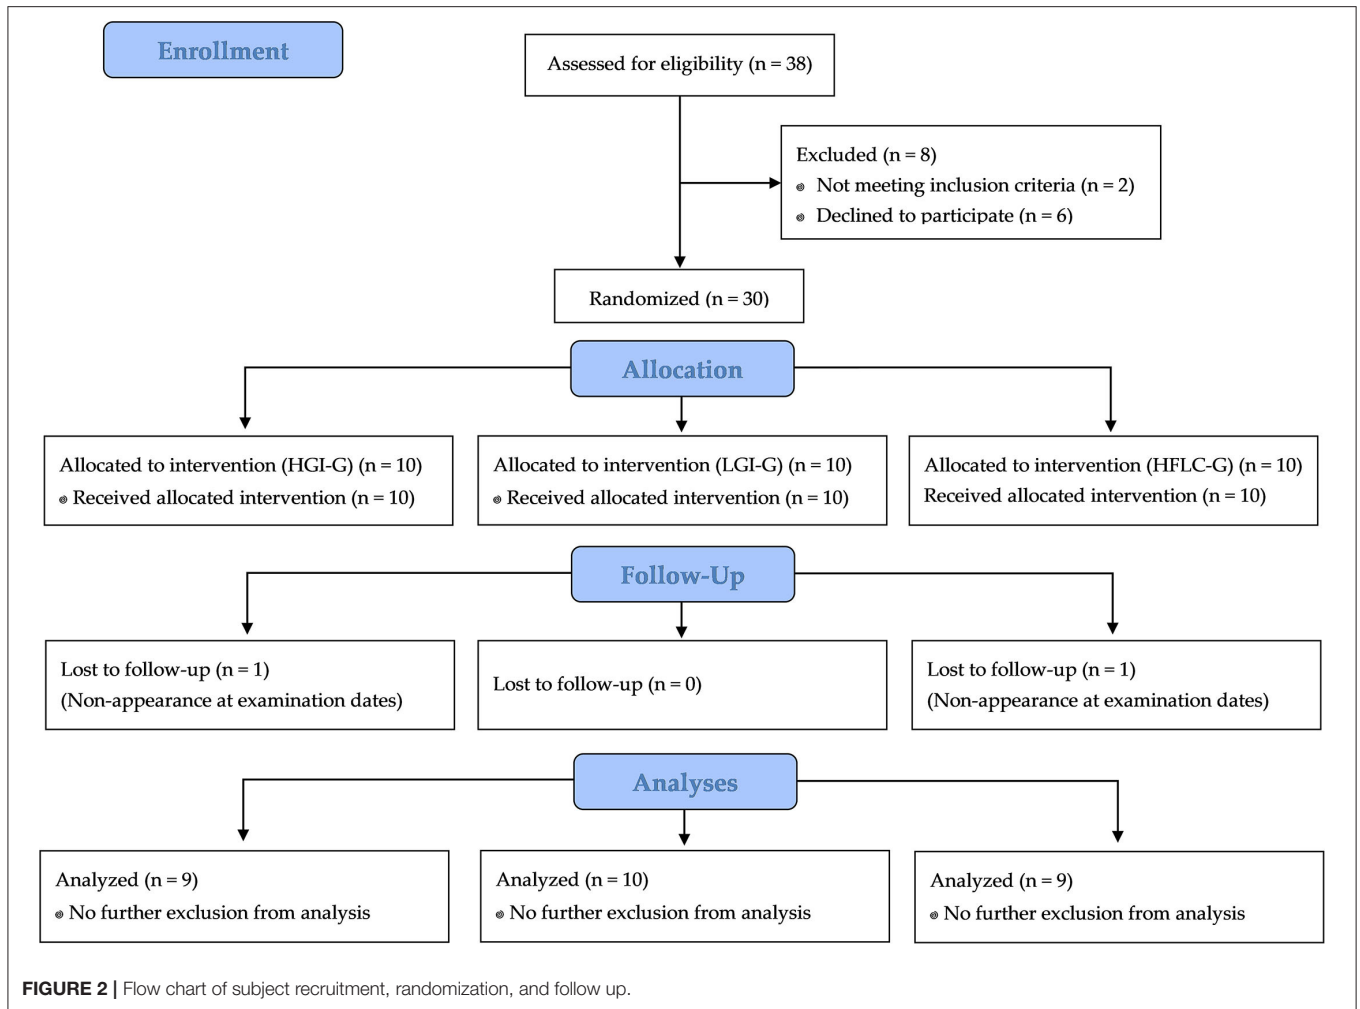 Enrollment
Assessed for eligibility (n = 38)
Excluded (n = 8)
Not meeting inclusion criteria (n = 2)
Declined to participate (n = 6)
Randomized (n = 30)
Allocation
Allocated to intervention (HGI-G) (n = 10)
Received allocated intervention (n = 10)
Allocated to intervention (LGI-G) (n = 10)
Received allocated intervention (n = 10)
Allocated to intervention (HFLC-G) (n = 10)
Received allocated intervention (n = 10)
Follow-Up
Lost to follow-up (n = 1)
(Non-appearance at examination dates)
Lost to follow-up (n = 0)
Lost to follow-up (n = 1)
(Non-appearance at examination dates)
Analyses
Analyzed (n = 9)
No further exclusion from analysis
Analyzed (n = 10)
No further exclusion from analysis
Analyzed (n = 9)
No further exclusion from analysis
FIGURE 2 | Flow chart of subject recruitment, randomization, and follow up.